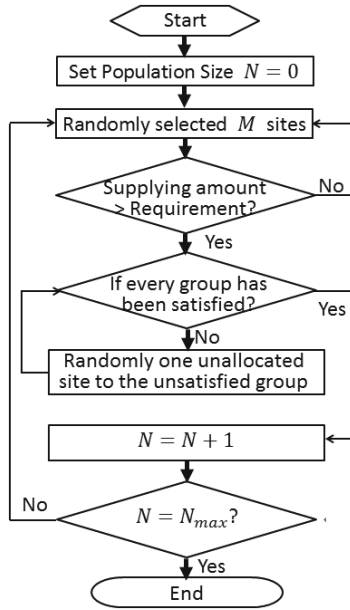 Start
Set Population Size N = 0
Randomly selected M sites
Supplying amount
> Requirement?
No
Yes
If every group has
been satisfied?
Yes
No
Randomly one unallocated
site to the unsatisfied group
N = N + 1
No
N = Nmax?
Yes
End